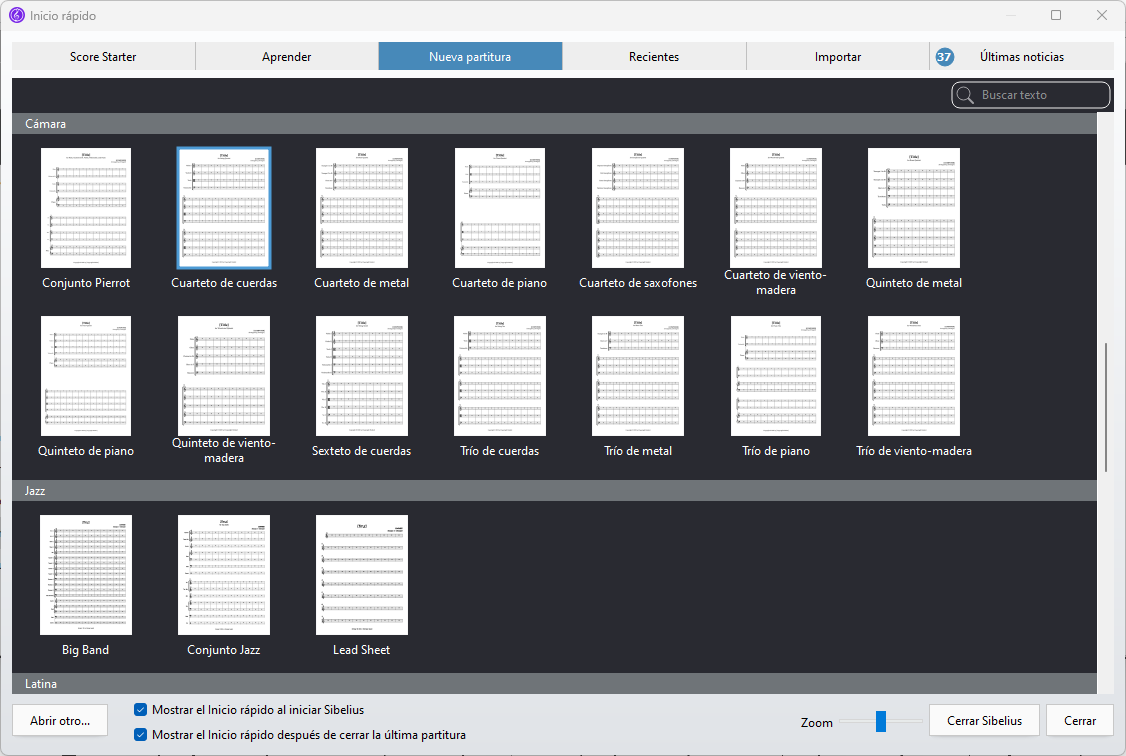 Inicio rápido
Score Starter
Aprender
Nueva partitura
Recientes
Importar
37
Últimas noticias
Buscar texto
Cámara
Conjunto Pierrot
Cuarteto de cuerdas
Cuarteto de metal
Cuarteto de piano
Cuarteto de saxofones
Cuarteto de viento-
madera
Quinteto de metal
Quinteto de piano
Quinteto de viento-
madera
Sexteto de cuerdas
Trío de cuerdas
Trío de metal
Trío de piano
Trío de viento-madera
Jazz
Big Band
Conjunto Jazz
Lead Sheet
Latina
Abrir otro...
Mostrar el Inicio rápido al iniciar Sibelius
Mostrar el Inicio rápido después de cerrar la última partitura
Zoom
Cerrar Sibelius
Cerrar